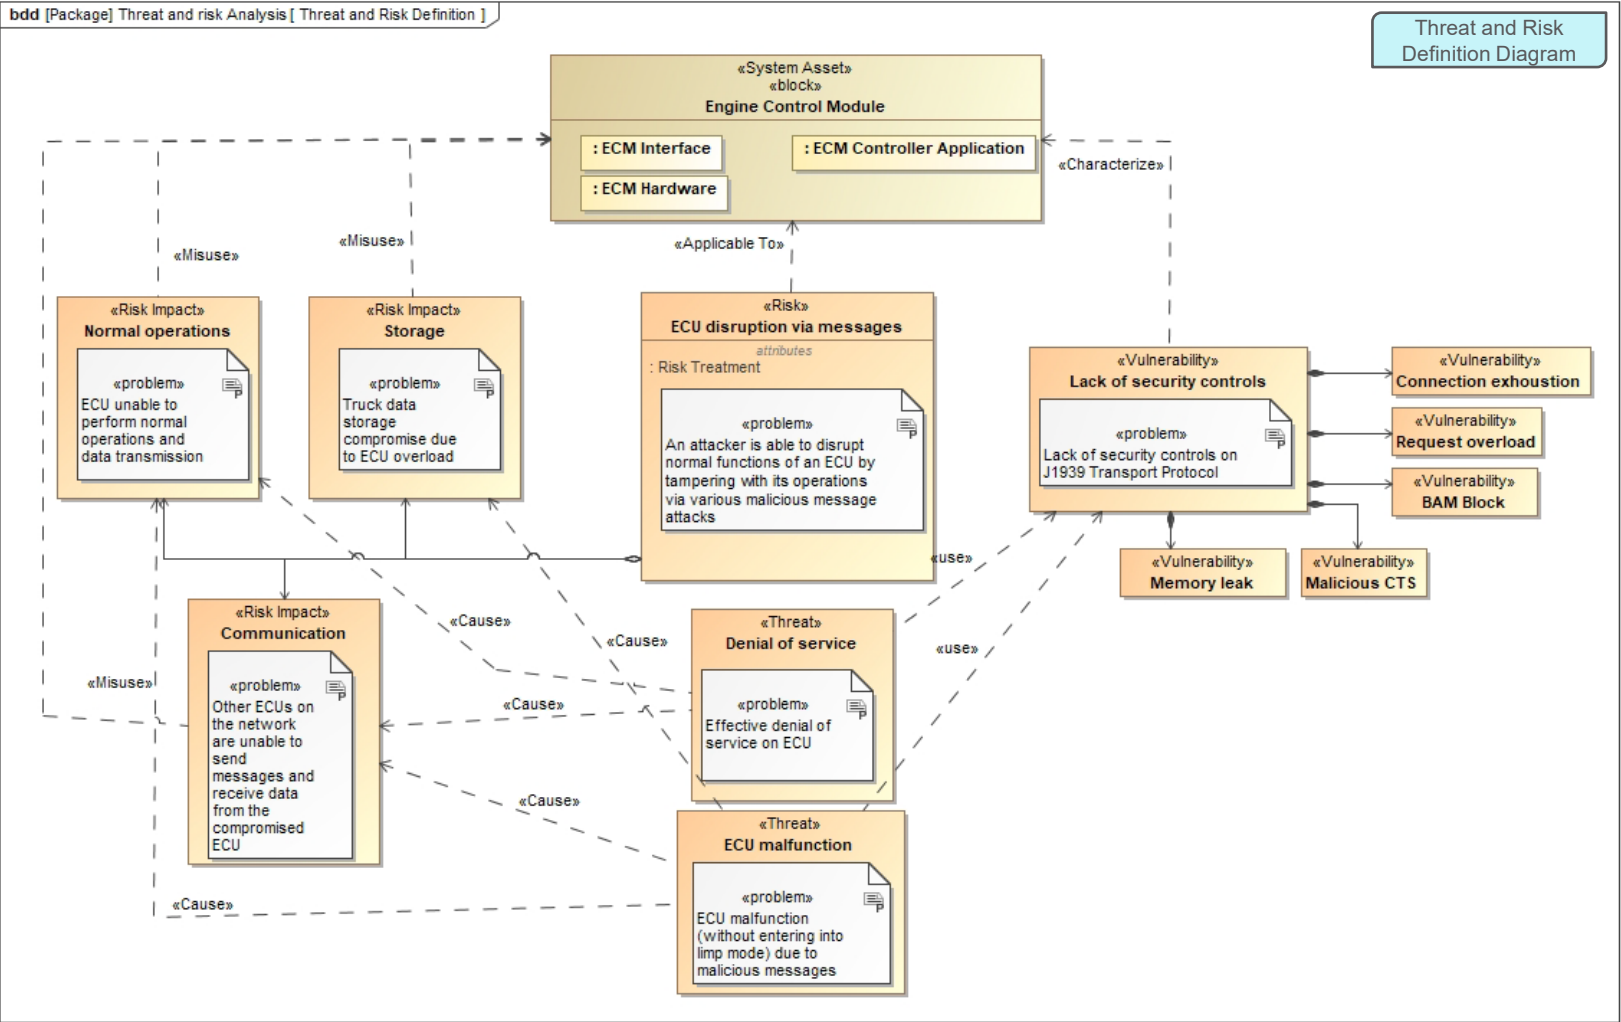 bdd [Package] Threat and risk Analysis [ Threat and Risk Definition ]
Threat and Risk
Definition Diagram
«System Asset»
«block»
Engine Control Module
: ECM Interface
: ECM Controller Application
: ECM Hardware
«Characterize»
«Applicable To»
«Misuse»
«Misuse»
«Risk Impact»
Normal operations
«problem»
ECU unable to
perform normal
operations and
data transmission
«Risk Impact»
Storage
«problem»
Truck data
storage
compromise due
to ECU overload
«Risk»
ECU disruption via messages
attributes
: Risk Treatment
«problem»
An attacker is able to disrupt
normal functions of an ECU by
tampering with its operations
via various malicious message
attacks
«Vulnerability»
Lack of security controls
«problem»
Lack of security controls on
J1939 Transport Protocol
«Vulnerability»
Connection exhoustion
«Vulnerability»
Request overload
«Vulnerability»
BAM Block
«Vulnerability»
Memory leak
«Vulnerability»
Malicious CTS
«use»
«use»
«Cause»
«Cause»
«Cause»
«Cause»
«Cause»
«Misuse»
«Risk Impact»
Communication
«problem»
Other ECUs on
the network
are unable to
send
messages and
receive data
from the
compromised
ECU
«Threat»
Denial of service
«problem»
Effective denial of
service on ECU
«Threat»
ECU malfunction
«problem»
ECU malfunction
(without entering into
limp mode) due to
malicious messages